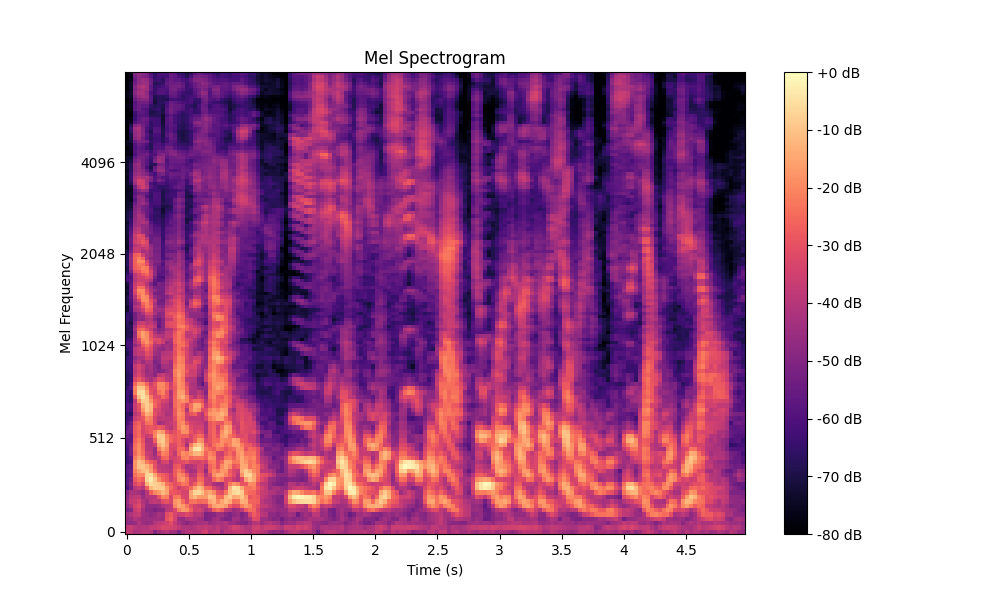 Mel Spectrogram
Mel Frequency
4096
2048
1024
512
0
0
0.5
1
1.5
2
2.5
3
3.5
4
4.5
Time (s)
+0 dB
-10 dB
-20 dB
-30 dB
-40 dB
-50 dB
-60 dB
-70 dB
-80 dB